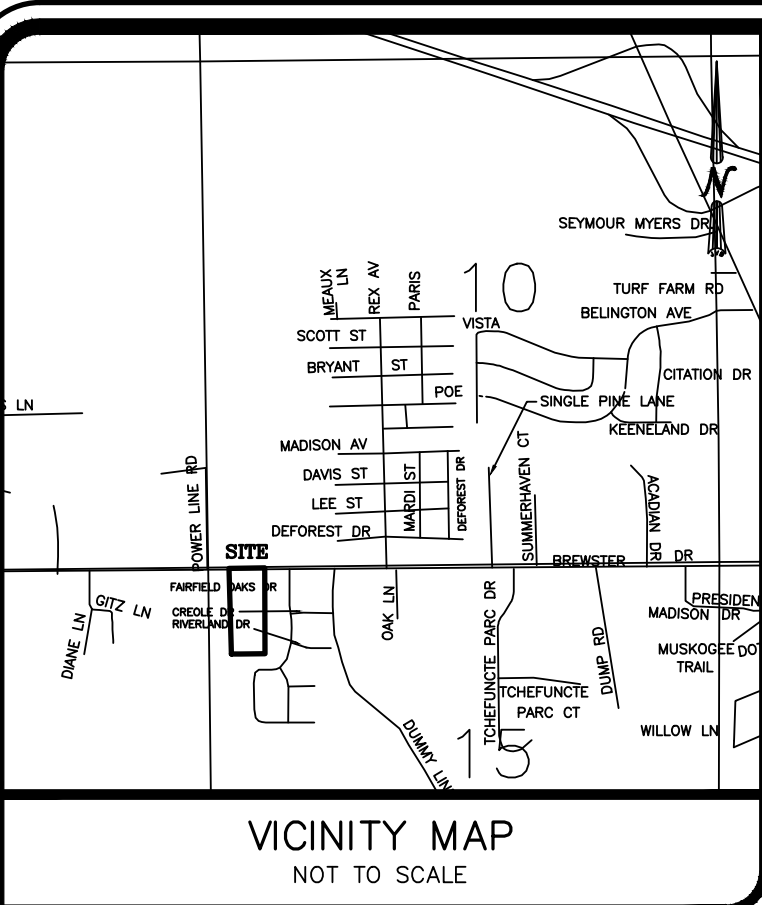 N
SEYMOUR MYERS DR
MEAUX
LN
REX AV
PARIS
10
TURF FARM RD
BELINGTON AVE
VISTA
SCOTT ST
BRYANT ST
CITATION DR
POE
SINGLE PINE LANE
S LN
KEENELAND DR
MADISON AV
DAVIS ST
MARDI ST
DEFOREST DR
SUMMERHAVEN CT
ACADIAN DR
POWER LINE RD
LEE ST
DEFOREST DR
SITE
BREWSTER DR
FAIRFIELD OAKS DR
GITZ LN
CREOLE DR
RIVERLAND DR
DIANE LN
OAK LN
TCHEFUNCTE PARC DR
DUMP RD
PRESIDEN
MADISON DR
MUSKOGEE DO
TRAIL
TCHEFUNCTE
PARC CT
WILLOW LN
DUMMY LIN
15
VICINITY MAP
NOT TO SCALE